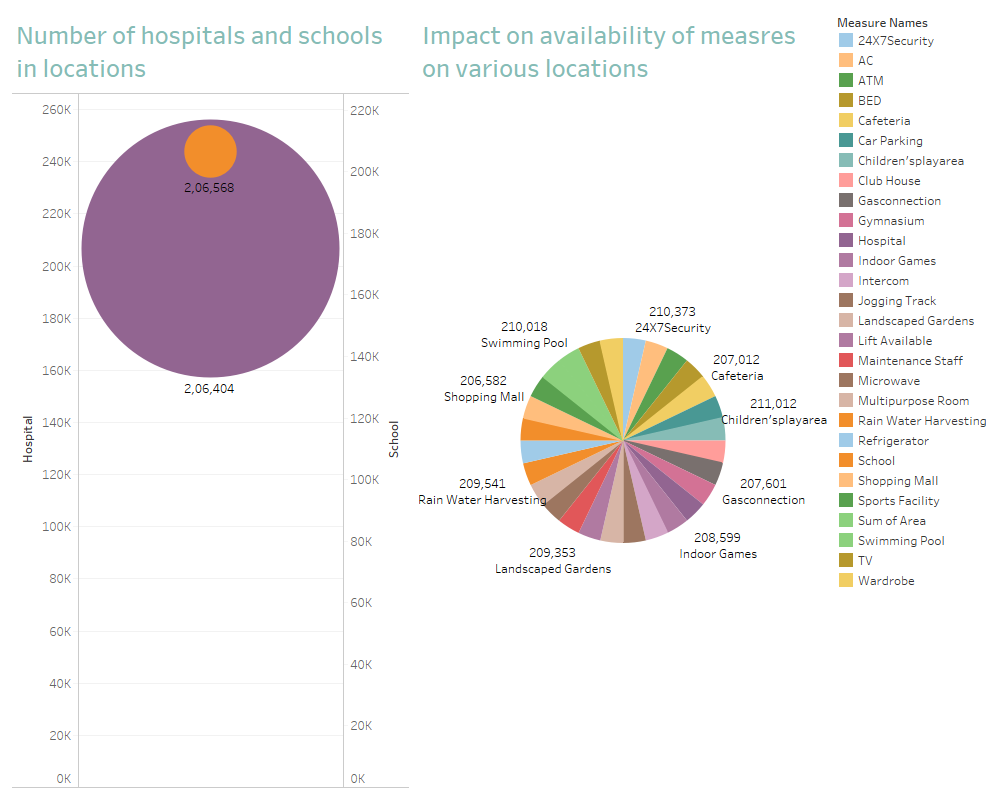 Number of hospitals and schools
in locations
260K
240K
220K
200K
180K
160K
140K
120K
100K
80K
60K
40K
20K
0K
Hospital
2,06,568
2,06,404
220K
200K
180K
160K
140K
120K
100K
80K
60K
40K
20K
0K
School
Impact on availability of measres
on various locations
210,373
24X7Security
207,012
Cafeteria
211,012
Children'splayarea
207,601
Gasconnection
208,599
Indoor Games
209,353
Landscaped Gardens
209,541
Rain Water Harvesting
206,582
Shopping Mall
210,018
Swimming Pool
Measure Names
24X7Security
AC
ATM
BED
Cafeteria
Car Parking
Children'splayarea
Club House
Gasconnection
Gymnasium
Hospital
Indoor Games
Intercom
Jogging Track
Landscaped Gardens
Lift Available
Maintenance Staff
Microwave
Multipurpose Room
Rain Water Harvesting
Refrigerator
School
Shopping Mall
Sports Facility
Sum of Area
Swimming Pool
TV
Wardrobe